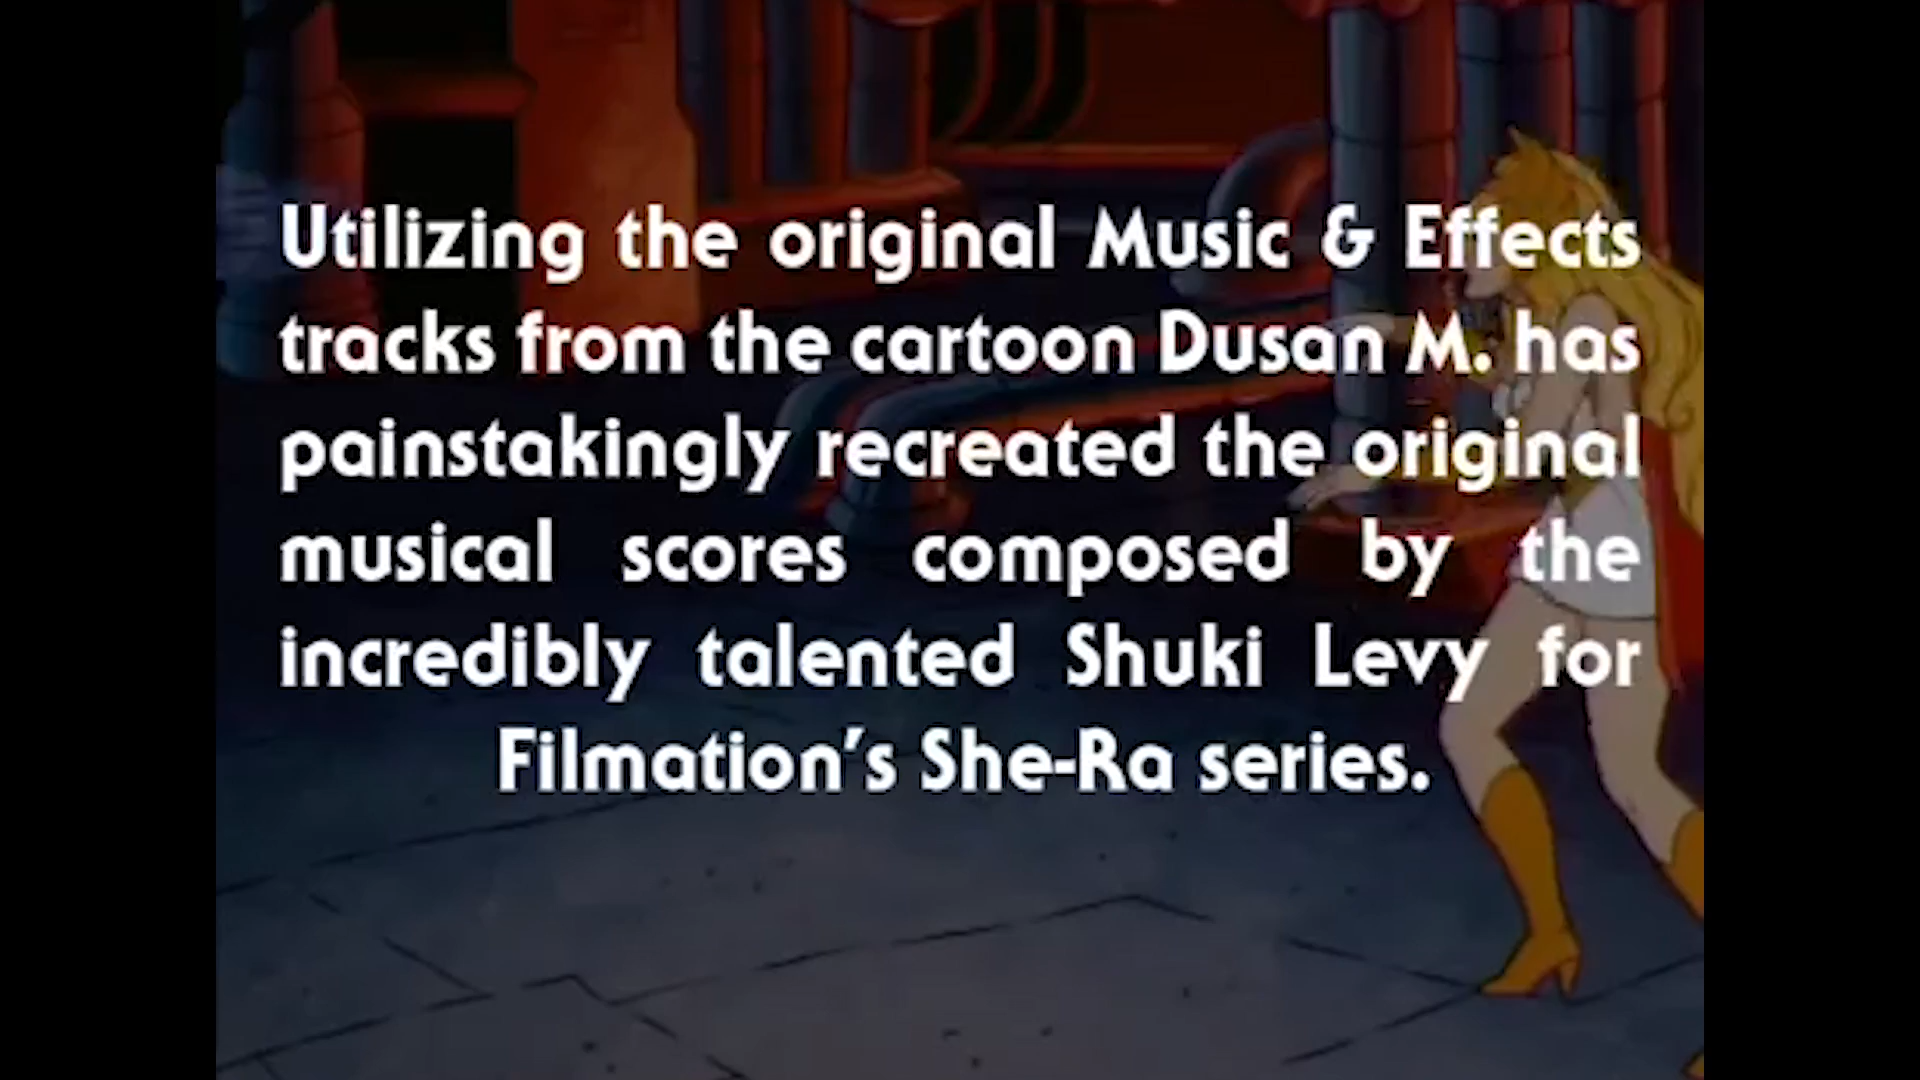 Utilizing the original Music & Effects
tracks from the cartoon Dusan M. has
painstakingly recreated the original
musical scores composed by the
incredibly talented Shuki Levy for
Filmation's She-Ra series.